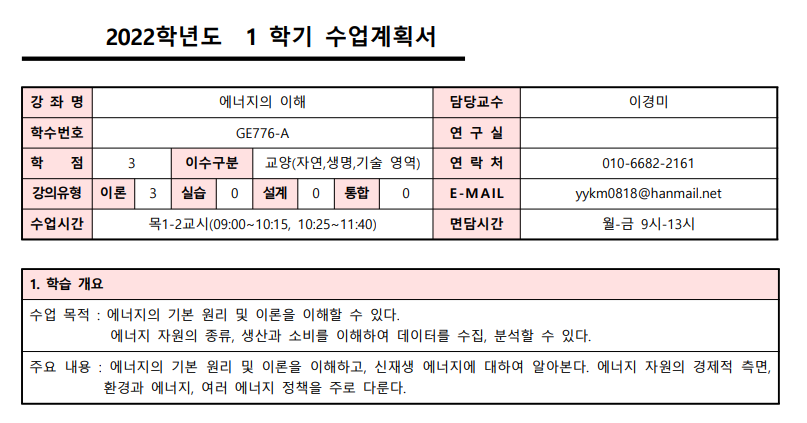 2022학년도 1 학기 수업계획서
강 좌 명 에너지의 이해 담당교수 이경미
학수번호 GE776-A 연 구 실
학 점 3 이수구분 교양(자연,생명,기술 영역) 연 락 처 010-6682-2161
강의유형 이론 3 실습 0 설계 0 통합 0 E-MAIL yykm0818@hanmail.net
수업시간 목1-2교시(09:00~10:15, 10:25~11:40) 면담시간 월-금 9시-13시
1. 학습 개요
수업 목적 : 에너지의 기본 원리 및 이론을 이해할 수 있다.
에너지 자원의 종류, 생산과 소비를 이해하여 데이터를 수집, 분석할 수 있다.
주요 내용 : 에너지의 기본 원리 및 이론을 이해하고, 신재생 에너지에 대하여 알아본다. 에너지 자원의 경제적 측면,
환경과 에너지, 여러 에너지 정책을 주로 다룬다.